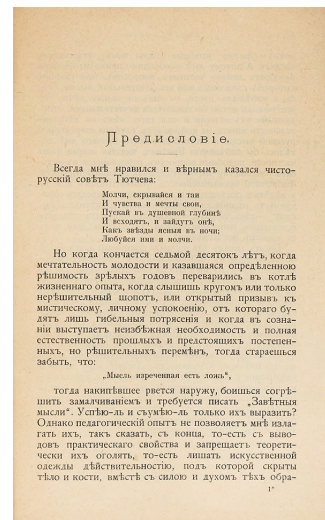 Предисловіе.
Всегда мнѣ нравился и вѣрнымъ казался чисто-
русскій совѣтъ Тютчева:
Молчи, скрывайся и таи
И чувства и мечты свои,
Пускай въ душевной глубинѣ
И всходятъ, и зайдутъ онѣ,
Какъ звѣзды ясныя въ ночи;
Любуйся ими и молчи.
Но когда кончается седьмой десятокъ лѣтъ, когда
мечтательность молодости и казавшаяся опредѣленною
рѣшимость зрѣлыхъ годовъ переварились въ котлѣ
жизненнаго опыта, когда слышишь кругомъ или только
нерѣшительный шопотъ, или открытый призывъ къ
мистическому, личному успокоенію, отъ котораго бу-
дятъ лишь гибельныя потрясенія и когда въ созна-
ніи выступаетъ неизбѣжная необходимость и полная
естественность прошлыхъ и предстоящихъ постепен-
ныхъ, но рѣшительныхъ перемѣнъ, тогда стараешься
забыть, что:
„Мысль изреченная есть ложь“,
тогда накипѣвшее рвется наружу, боишься согрѣ-
шить замалчиваніемъ и требуется писать „Завѣтныя
мысли“. Успѣю-ль и съумѣю-ль только ихъ выразить?
Однако педагогическій опытъ не позволяетъ мнѣ изла-
гать ихъ, такъ сказать, съ конца, то-есть съ выво-
довъ практическаго свойства и запрещаетъ теорети-
чески ихъ оголять, то-есть лишать искусственной
одежды дѣйствительностію, подъ которой скрыты
тѣло и кости, вмѣстѣ съ силою и духомъ тѣхъ обра-
1*